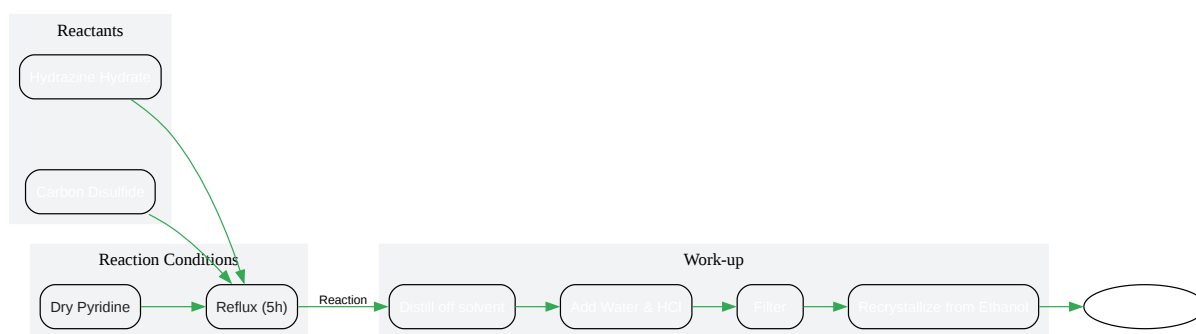 Reactants
Hydrazine Hydrate
Carbon Disulfide
Reaction Conditions
Dry Pyridine
Reflux (5h)
Reaction
Work-up
Distill off solvent
Add Water & HCl
Filter
Recrystallize from Ethanol